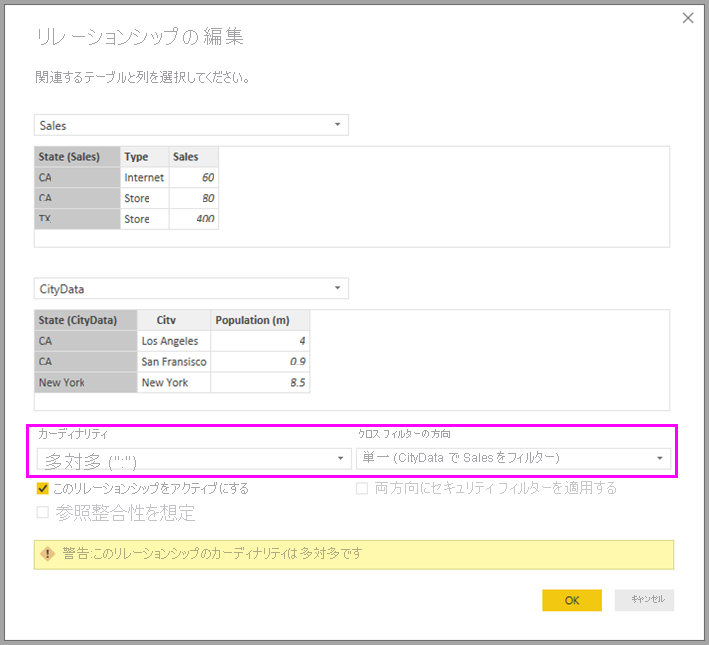 リレーションシップの編集
関連するテーブルと列を選択してください。
Sales
State (Sales) Type Sales
CA Internet 60
CA Store 80
TX Store 400
CityData
State (CityData) City Population (m)
CA Los Angeles 4
CA San Fransisco 0.9
New York New York 8.5
カーディナリティ クロス フィルターの方向
多対多 ("∵") 単一 (CityData で Sales をフィルター)
このリレーションシップをアクティブにする 両方向にセキュリティ フィルターを適用する
参照整合性を想定
警告:このリレーションシップのカーディナリティは多対多です
OK キャンセル